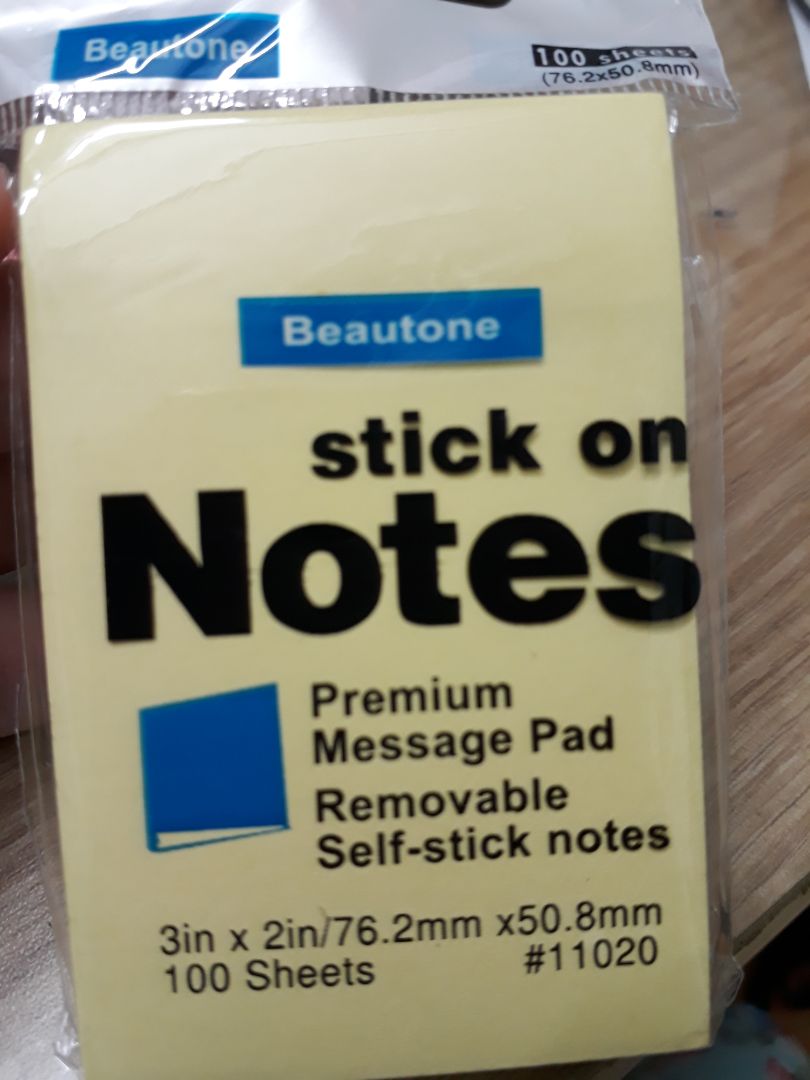 Beautone
100 sheets
(76.2x50.8mm)
Beautone
stick on
Notes
Premium
Message Pad
Removable
Self-stick notes
3in x 2in/76.2mm x50.8mm
100 Sheets #11020